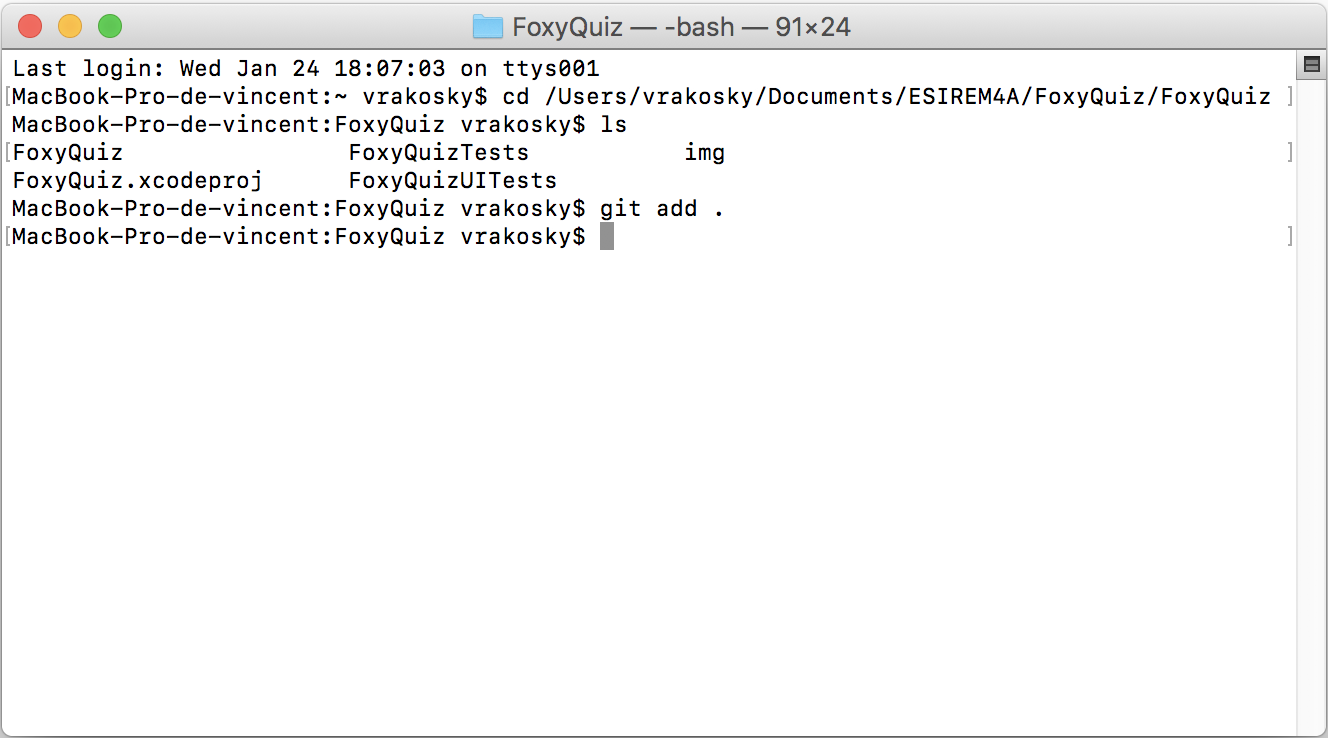 FoxyQuiz — -bash — 91×24
Last login: Wed Jan 24 18:07:03 on ttys001
[MacBook-Pro-de-vincent:~ vrakosky$ cd /Users/vrakosky/Documents/ESIREM4A/FoxyQuiz/FoxyQuiz ]
MacBook-Pro-de-vincent:FoxyQuiz vrakosky$ ls
[FoxyQuiz                FoxyQuizTests           img ]
FoxyQuiz.xcodeproj      FoxyQuizUITests
MacBook-Pro-de-vincent:FoxyQuiz vrakosky$ git add .
[MacBook-Pro-de-vincent:FoxyQuiz vrakosky$ ]